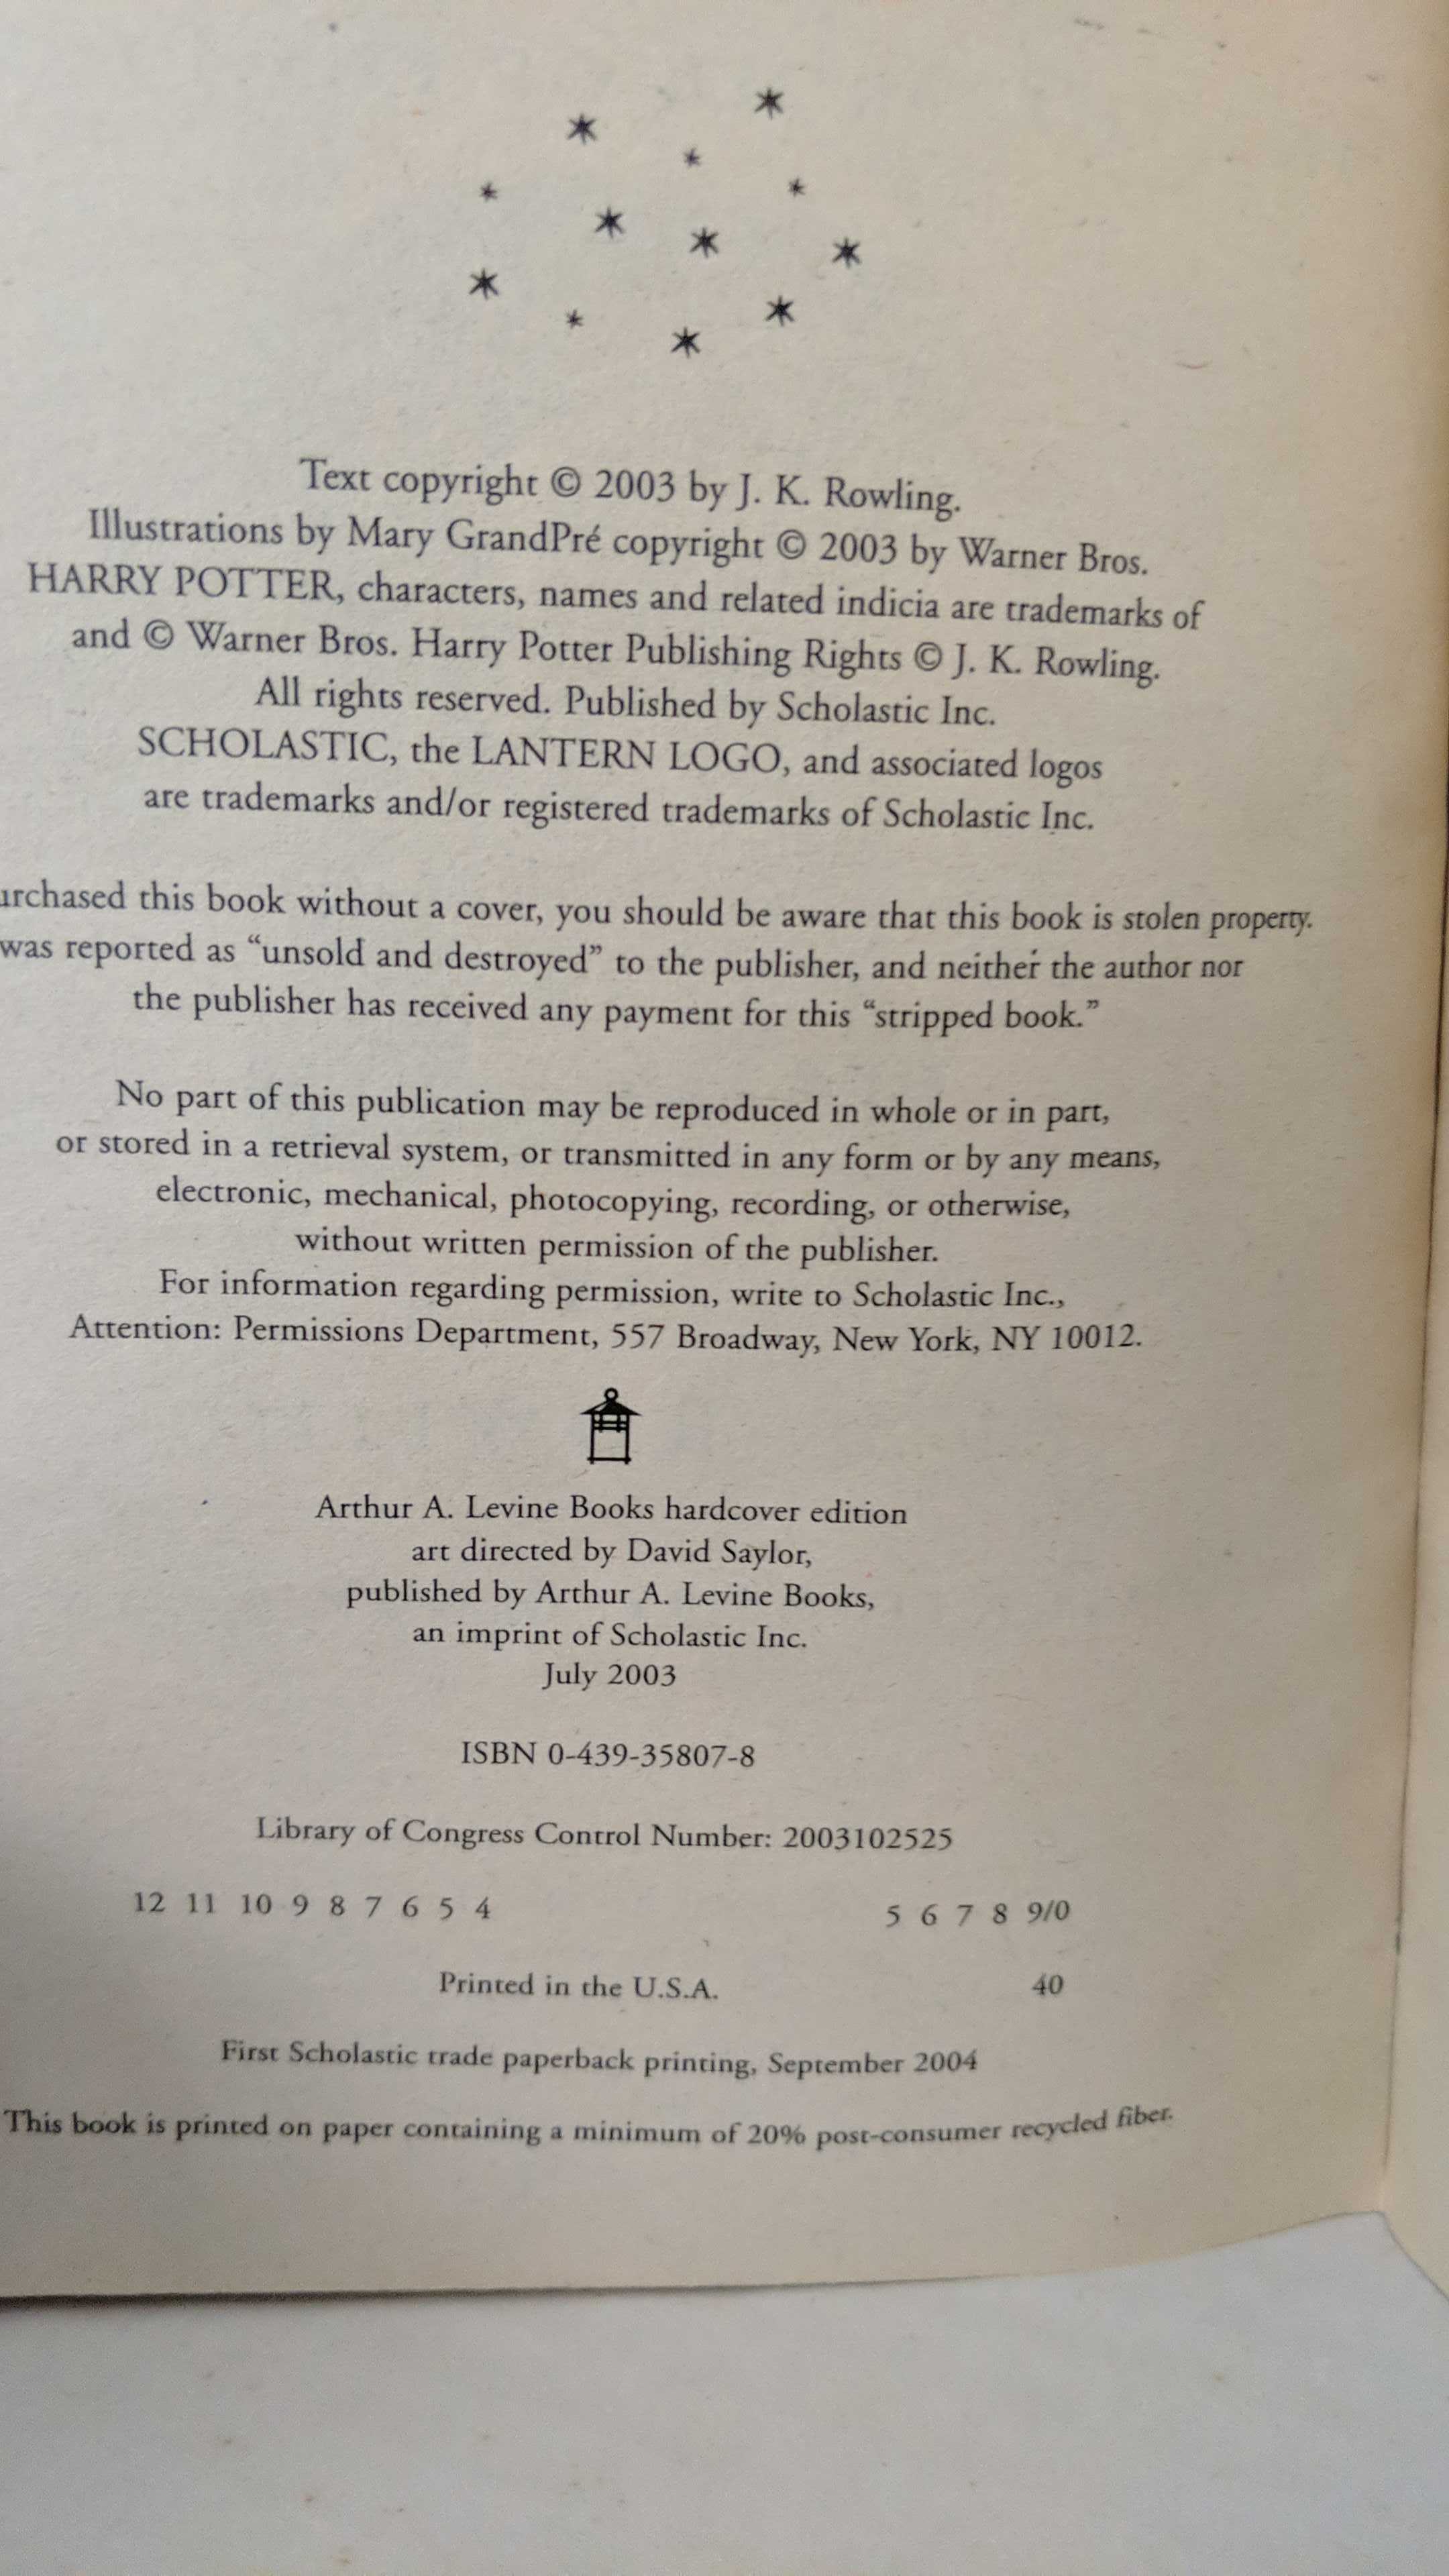 Text copyright © 2003 by J. K. Rowling.
Illustrations by Mary GrandPré copyright © 2003 by Warner Bros.
HARRY POTTER, characters, names and related indicia are trademarks of
and © Warner Bros. Harry Potter Publishing Rights © J. K. Rowling.
All rights reserved. Published by Scholastic Inc.
SCHOLASTIC, the LANTERN LOGO, and associated logos
are trademarks and/or registered trademarks of Scholastic Inc.
this book without a cover, you should be aware that this book is stolen property.
was reported as “unsold and destroyed” to the publisher, and neither the author nor
the publisher has received any payment for this “stripped book.”
No part of this publication may be reproduced in whole or in part,
or stored in a retrieval system, or transmitted in any form or by any means,
electronic, mechanical, photocopying, recording, or otherwise,
without written permission of the publisher.
For information regarding permission, write to Scholastic Inc.,
Attention: Permissions Department, 557 Broadway, New York, NY 10012.
Arthur A. Levine Books hardcover edition
art directed by David Saylor,
published by Arthur A. Levine Books,
an imprint of Scholastic Inc.
July 2003
ISBN 0-439-35807-8
Library of Congress Control Number: 2003102525
12 11 10 9 8 7 6 5 4 5 6 7 8 9/0
Printed in the U.S.A. 40
First Scholastic trade paperback printing, September 2004
This book is printed on paper containing a minimum of 20% post-consumer recycled fiber.